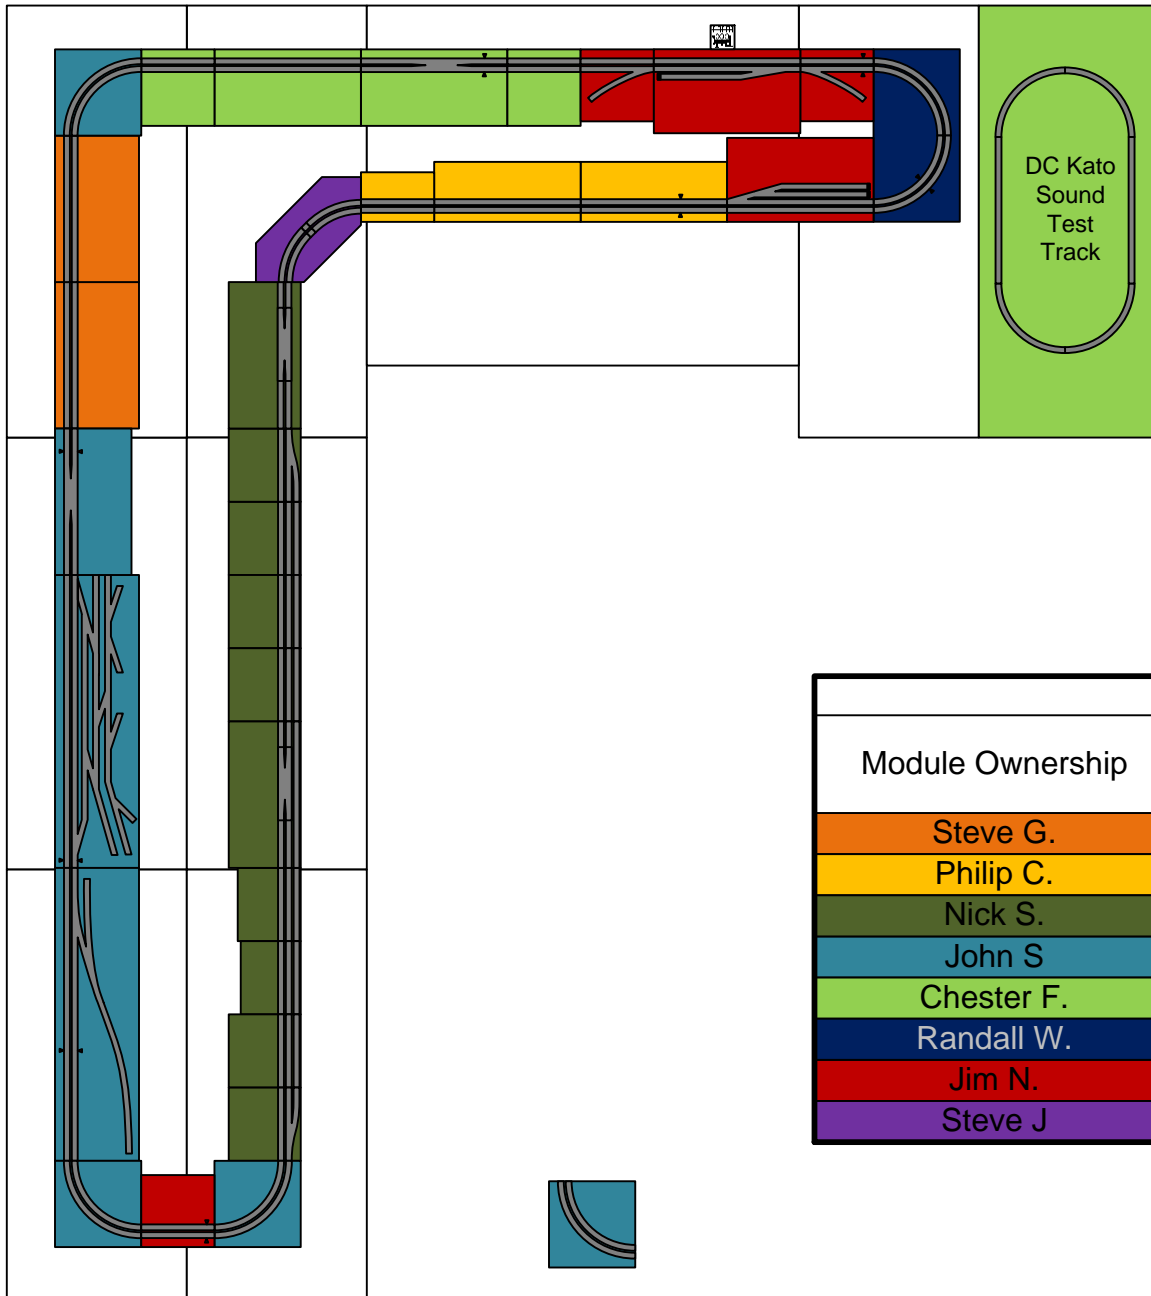 DC Kato
Sound
Test
Track
Module Ownership
Steve G.
Philip C.
Nick S.
John S
Chester F.
Randall W.
Jim N.
Steve J